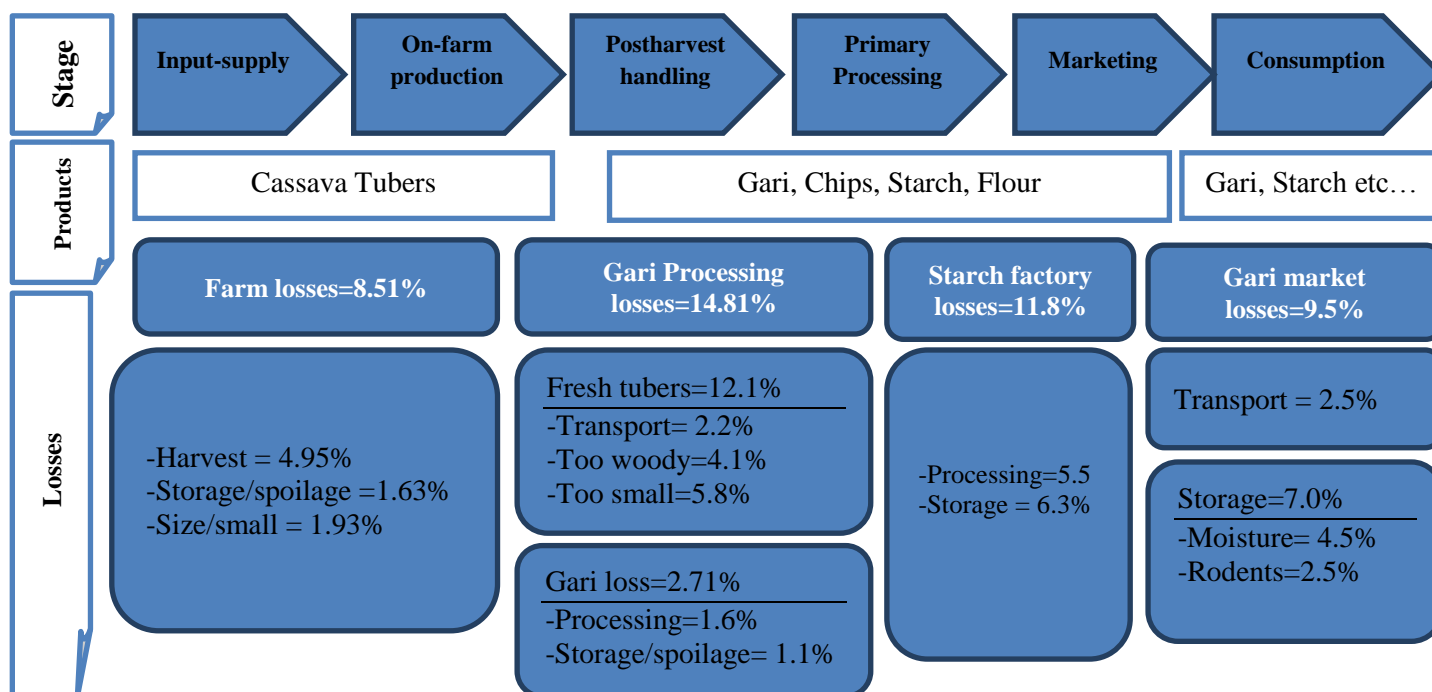 Stage
Input-supply
On-farm
production
Postharvest
handling
Primary
Processing
Marketing
Consumption
Products
Cassava Tubers
Gari, Chips, Starch, Flour
Gari, Starch etc…
Losses
Farm losses=8.51%
-Harvest = 4.95%
-Storage/spoilage =1.63%
-Size/small = 1.93%
Gari Processing
losses=14.81%
Fresh tubers=12.1%
-Transport= 2.2%
-Too woody=4.1%
-Too small=5.8%
Gari loss=2.71%
-Processing=1.6%
-Storage/spoilage= 1.1%
Starch factory
losses=11.8%
-Processing=5.5
-Storage = 6.3%
Gari market
losses=9.5%
Transport = 2.5%
Storage=7.0%
-Moisture= 4.5%
-Rodents=2.5%